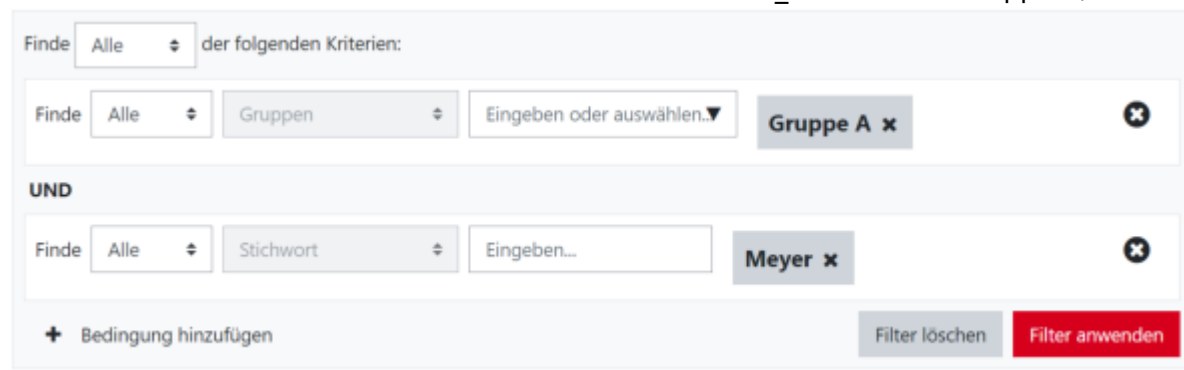 Finde Alle der folgenden Kriterien:
Finde Alle Gruppen Eingeben oder auswählen.. Gruppe A ×
UND
Finde Alle Stichwort Eingeben... Meyer ×
+ Bedingung hinzufügen Filter löschen Filter anwenden